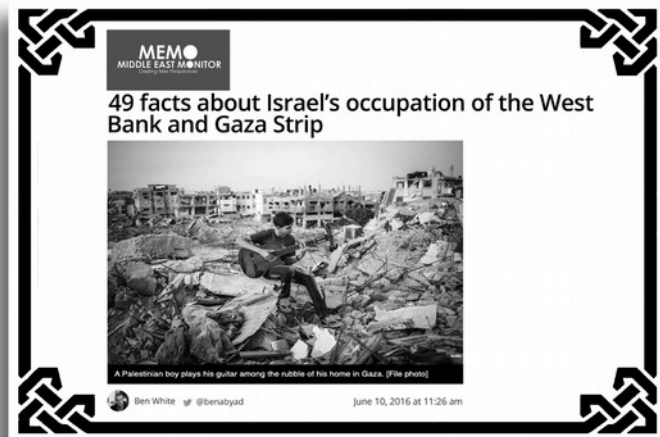 MEMO
MIDDLE EAST MONITOR
Creating New Perspectives
49 facts about Israel's occupation of the West
Bank and Gaza Strip
A Palestinian boy plays his guitar among the rubble of his home in Gaza. [File photo]
Ben White @benabyad June 10, 2016 at 11:26 am